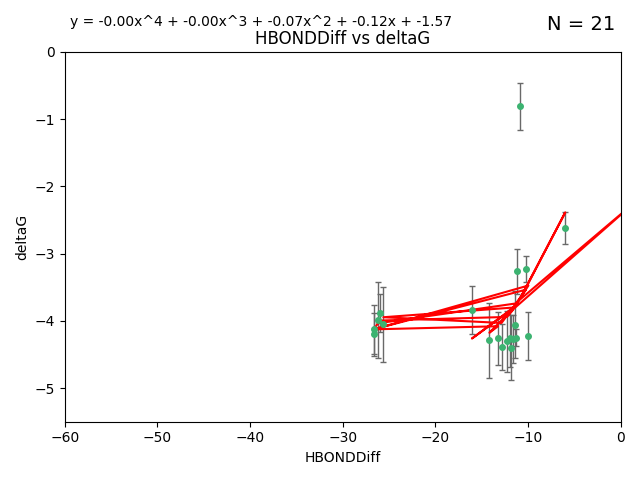 y = -0.00x^4 + -0.00x^3 + -0.07x^2 + -0.12x + -1.57
N = 21
HBONDDiff vs deltaG
0
−1
−2
−3
−4
−5
deltaG
−60 −50 −40 −30 −20 −10 0
HBONDDiff